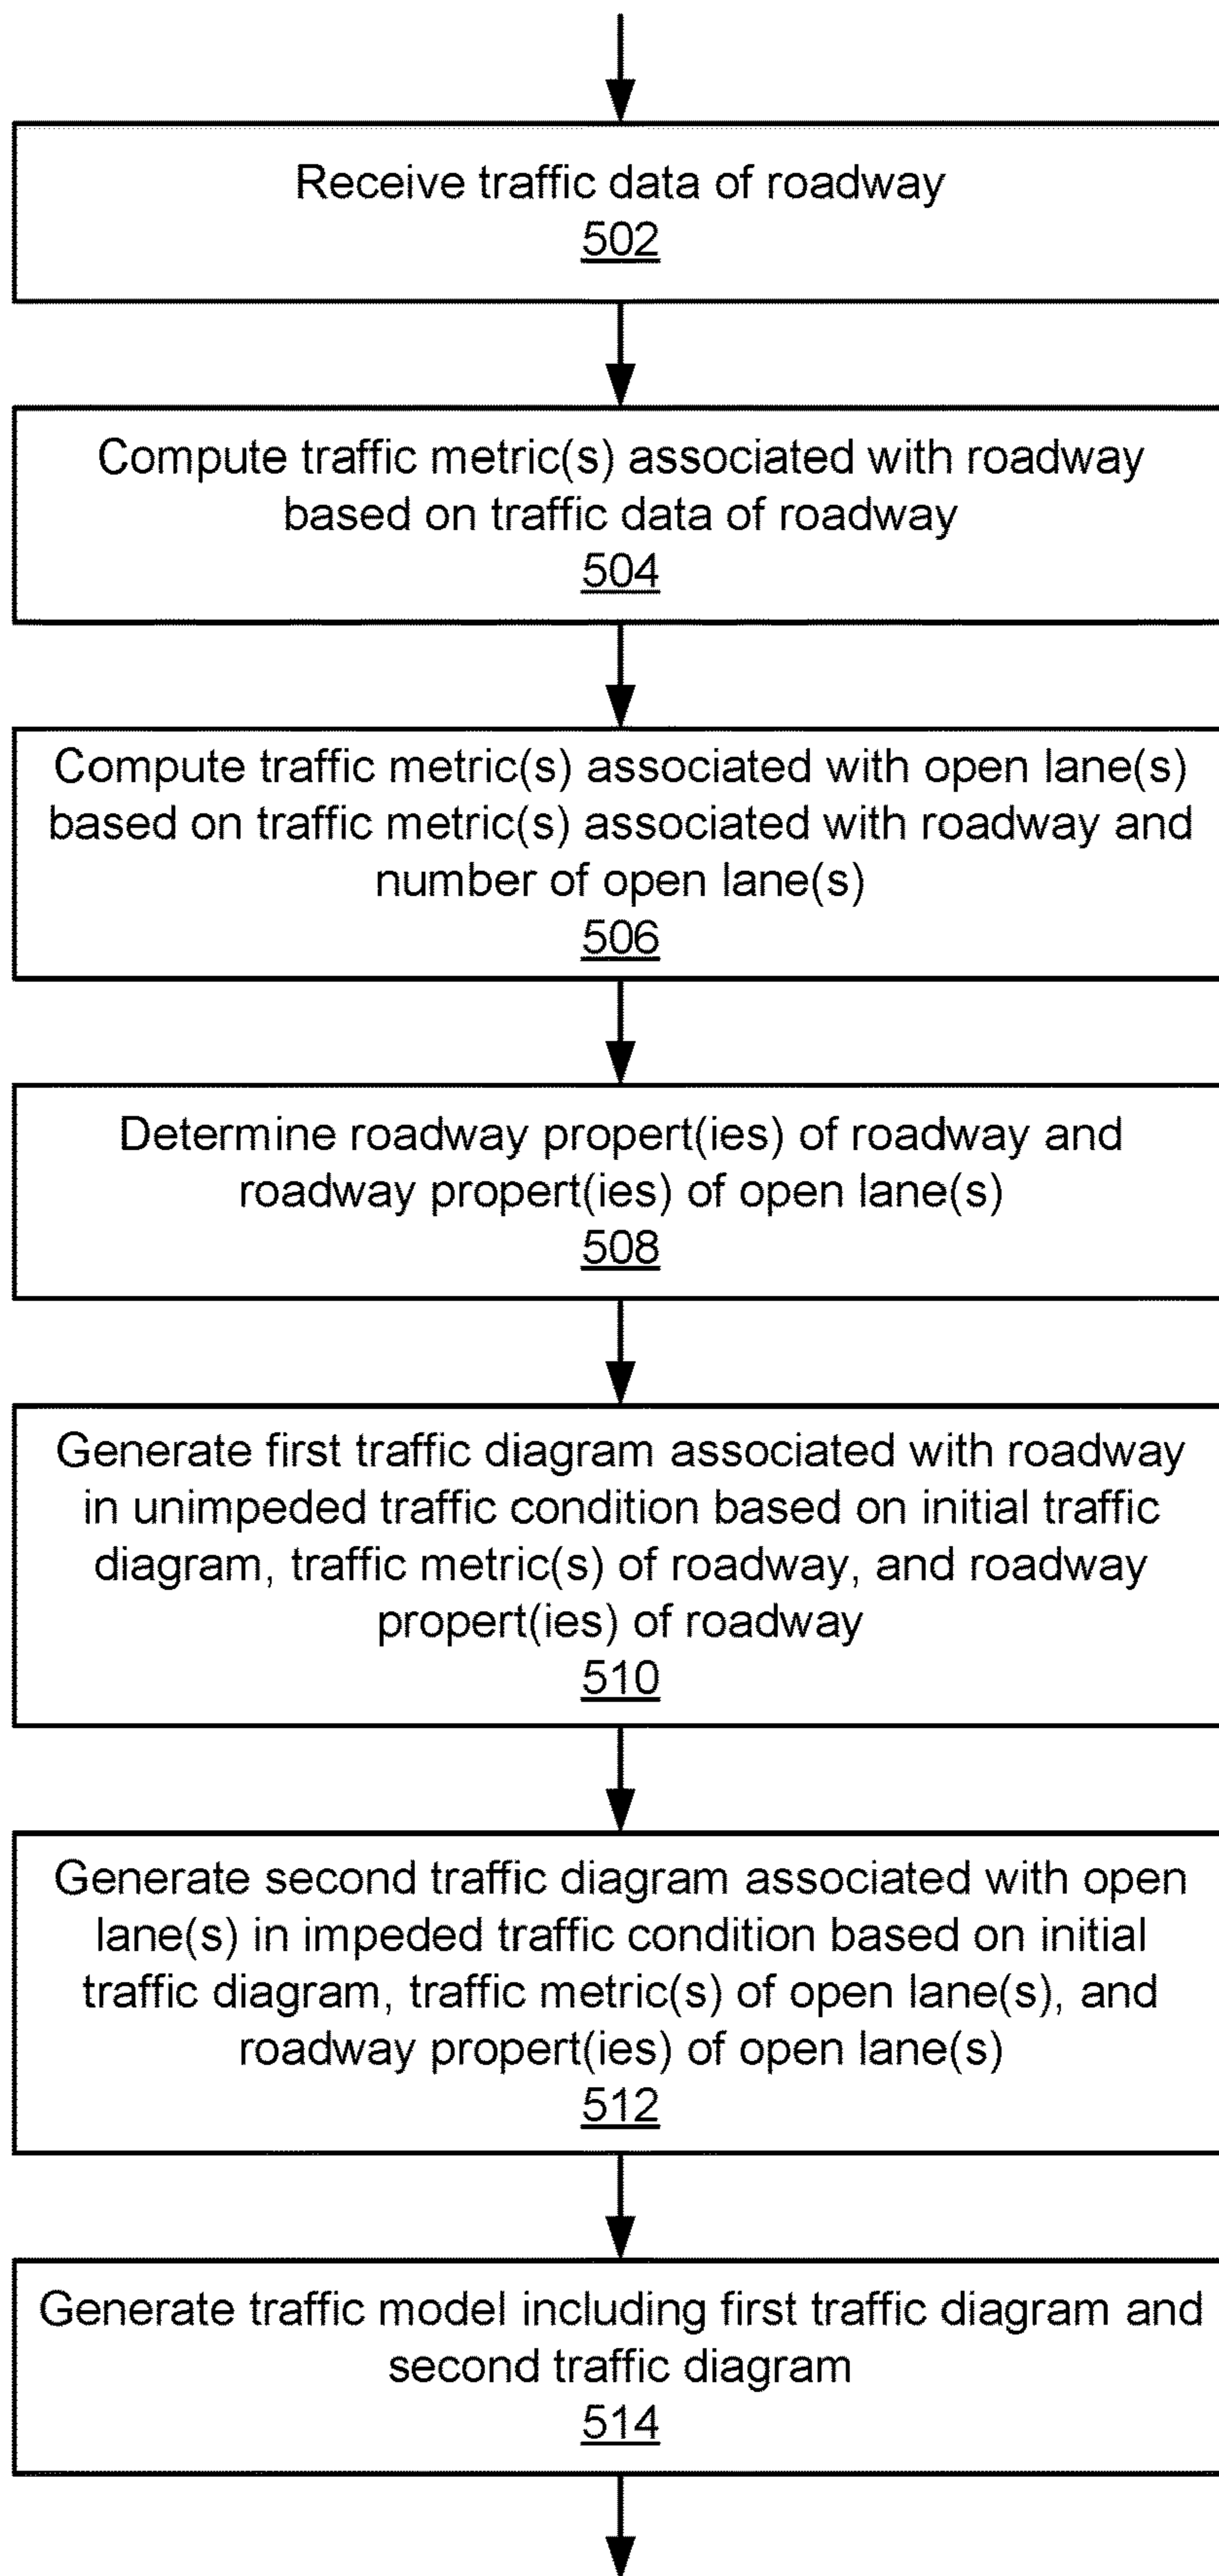 Receive traffic data of roadway
502
Compute traffic metric(s) associated with roadway
based on traffic data of roadway
504
Compute traffic metric(s) associated with open lane(s)
based on traffic metric(s) associated with roadway and
number of open lane(s)
506
Determine roadway propert(ies) of roadway and
roadway propert(ies) of open lane(s)
508
Generate first traffic diagram associated with roadway
in unimpeded traffic condition based on initial traffic
diagram, traffic metric(s) of roadway, and roadway
propert(ies) of roadway
510
Generate second traffic diagram associated with open
lane(s) in impeded traffic condition based on initial
traffic diagram, traffic metric(s) of open lane(s), and
roadway propert(ies) of open lane(s)
512
Generate traffic model including first traffic diagram and
second traffic diagram
514